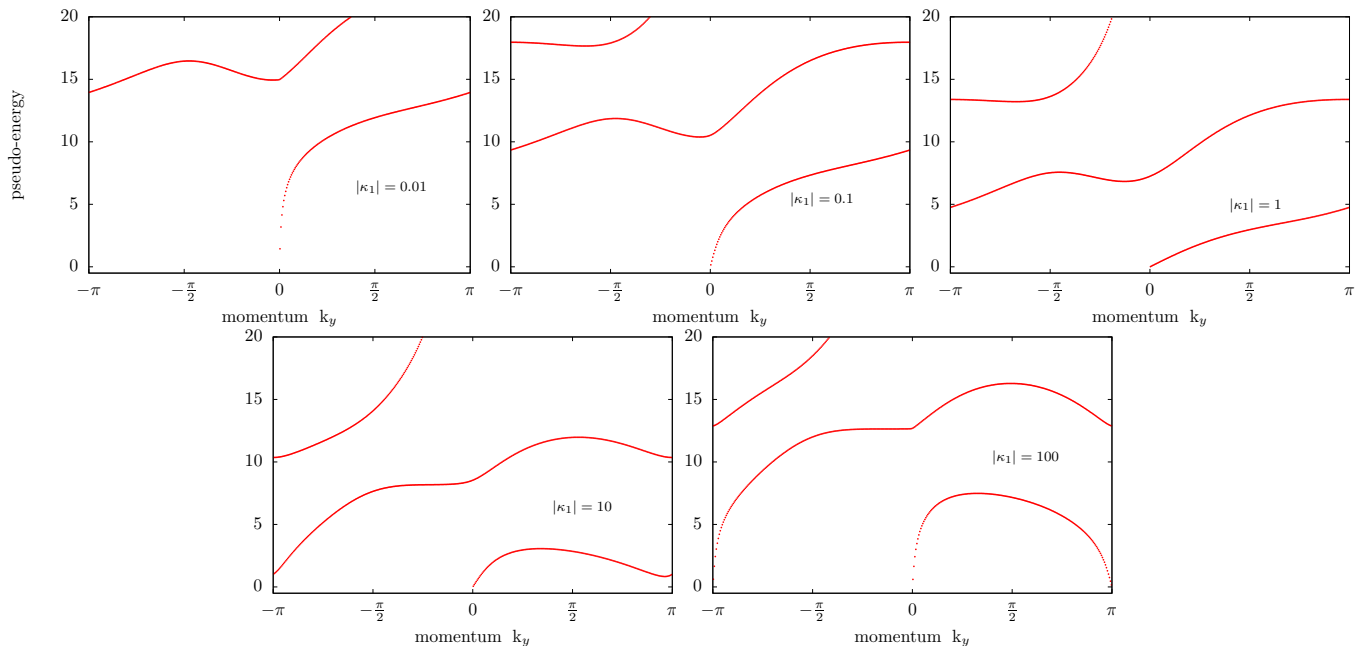 pseudo-energy
20
15
10
5
0
−π
−π/2
0
π/2
π
momentum k_y
|κ₁| = 0.01
20
15
10
5
0
−π
−π/2
0
π/2
π
momentum k_y
|κ₁| = 0.1
20
15
10
5
0
−π
−π/2
0
π/2
π
momentum k_y
|κ₁| = 1
20
15
10
5
0
−π
−π/2
0
π/2
π
momentum k_y
|κ₁| = 10
20
15
10
5
0
−π
−π/2
0
π/2
π
momentum k_y
|κ₁| = 100